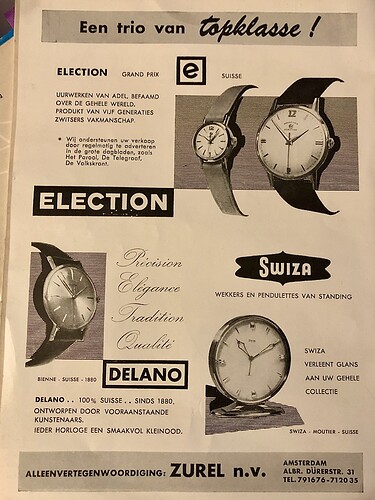 Een trio van topklasse !
ELECTION GRAND PRIX e SUISSE
UURWERKEN VAN ADEL, BEFAAMD
OVER DE GEHELE WERELD.
PRODUKT VAN VIJF GENERATIES
ZWITSERS VAKMANSCHAP.
* Wij ondersteunen uw verkoop
door regelmatig te adverteren
in de grote dagbladen, zoals
Het Parool, De Telegraaf,
De Volkskrant.
ELECTION
Précision
Elégance
Tradition
Qualité
BIENNE - SUISSE - 1880
DELANO
DELANO . . 100% SUISSE . . SINDS 1880,
ONTWORPEN DOOR VOORAANSTAANDE
KUNSTENAARS.
IEDER HORLOGE EEN SMAAKVOL KLEINOOD.
SWIZA
WEKKERS EN PENDULETTES VAN STANDING
SWIZA
VERLEENT GLANS
AAN UW GEHELE
COLLECTIE
SWIZA - MOUTIER - SUISSE
ALLEENVERTEGENWOORDIGING: ZUREL n.v.
AMSTERDAM
ALBR. DÜRERSTR. 31
TEL. 791676-712035